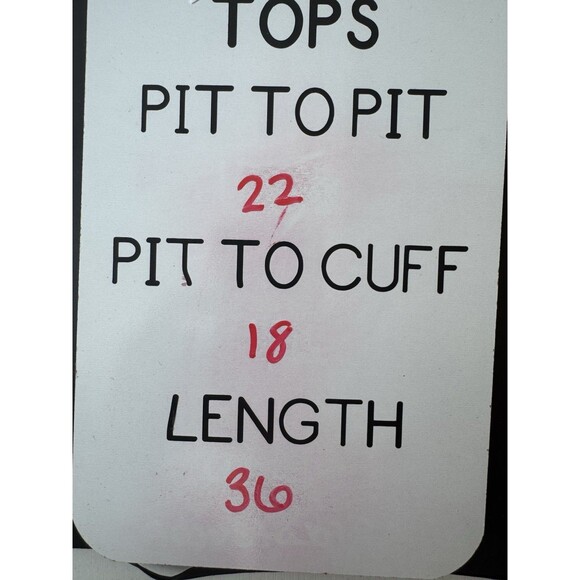 TOPS
PIT TO PIT
22
PIT TO CUFF
18
LENGTH
36